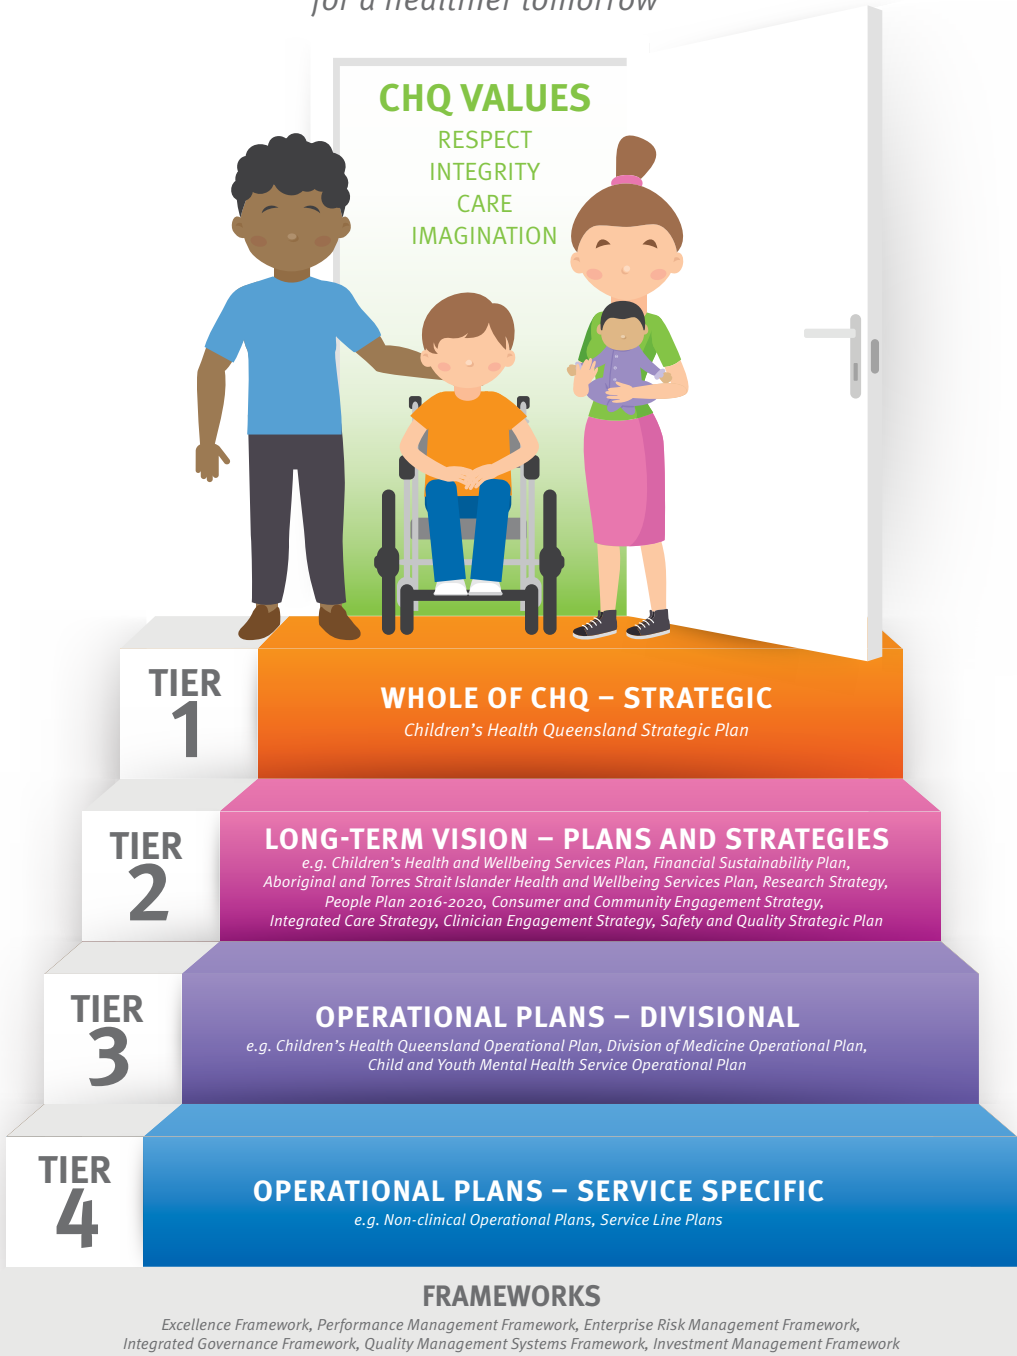 for a healthier tomorrow
CHQ VALUES
RESPECT
INTEGRITY
CARE
IMAGINATION
TIER
1
WHOLE OF CHQ – STRATEGIC
Children's Health Queensland Strategic Plan
TIER
2
LONG-TERM VISION – PLANS AND STRATEGIES
e.g. Children's Health and Wellbeing Services Plan, Financial Sustainability Plan,
Aboriginal and Torres Strait Islander Health and Wellbeing Services Plan, Research Strategy,
People Plan 2016-2020, Consumer and Community Engagement Strategy,
Integrated Care Strategy, Clinician Engagement Strategy, Safety and Quality Strategic Plan
TIER
3
OPERATIONAL PLANS – DIVISIONAL
e.g. Children's Health Queensland Operational Plan, Division of Medicine Operational Plan,
Child and Youth Mental Health Service Operational Plan
TIER
4
OPERATIONAL PLANS – SERVICE SPECIFIC
e.g. Non-clinical Operational Plans, Service Line Plans
FRAMEWORKS
Excellence Framework, Performance Management Framework, Enterprise Risk Management Framework,
Integrated Governance Framework, Quality Management Systems Framework, Investment Management Framework